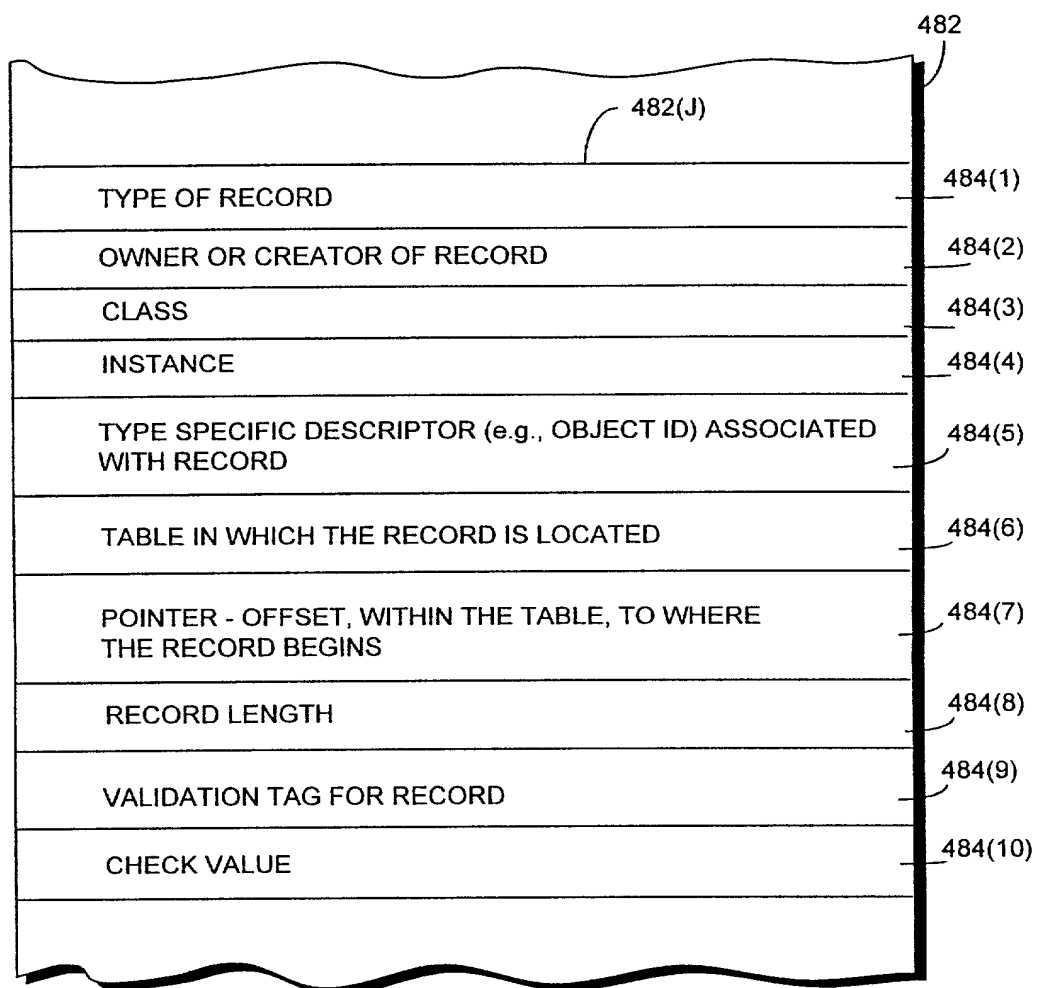 482
482(J)
TYPE OF RECORD 484(1)
OWNER OR CREATOR OF RECORD 484(2)
CLASS 484(3)
INSTANCE 484(4)
TYPE SPECIFIC DESCRIPTOR (e.g., OBJECT ID) ASSOCIATED 484(5)
WITH RECORD
TABLE IN WHICH THE RECORD IS LOCATED 484(6)
POINTER - OFFSET, WITHIN THE TABLE, TO WHERE 484(7)
THE RECORD BEGINS
RECORD LENGTH 484(8)
VALIDATION TAG FOR RECORD 484(9)
CHECK VALUE 484(10)